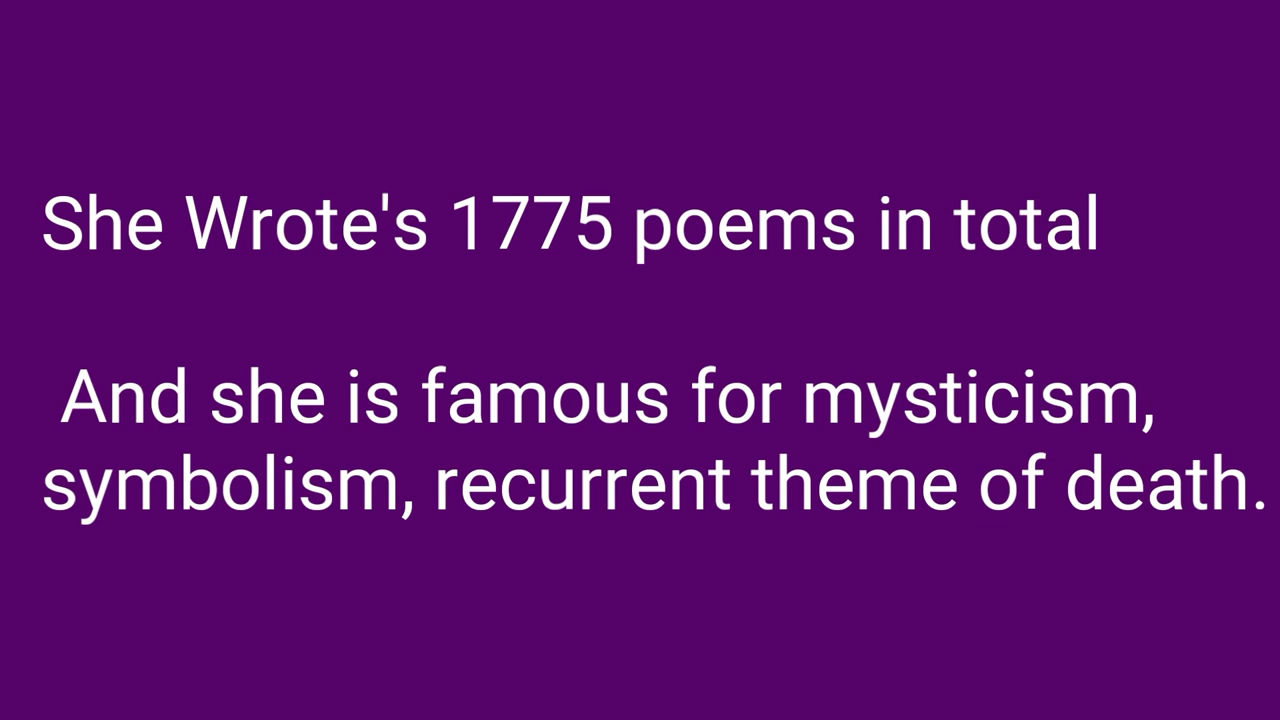 She Wrote's 1775 poems in total
And she is famous for mysticism,
symbolism, recurrent theme of death.